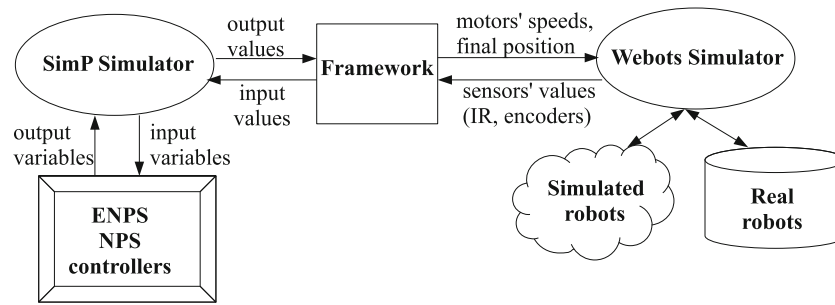 output
values
SimP Simulator
input
values
Framework
motors' speeds,
final position
sensors' values
(IR, encoders)
Webots Simulator
output
variables
input
variables
ENPS
NPS
controllers
Simulated
robots
Real
robots